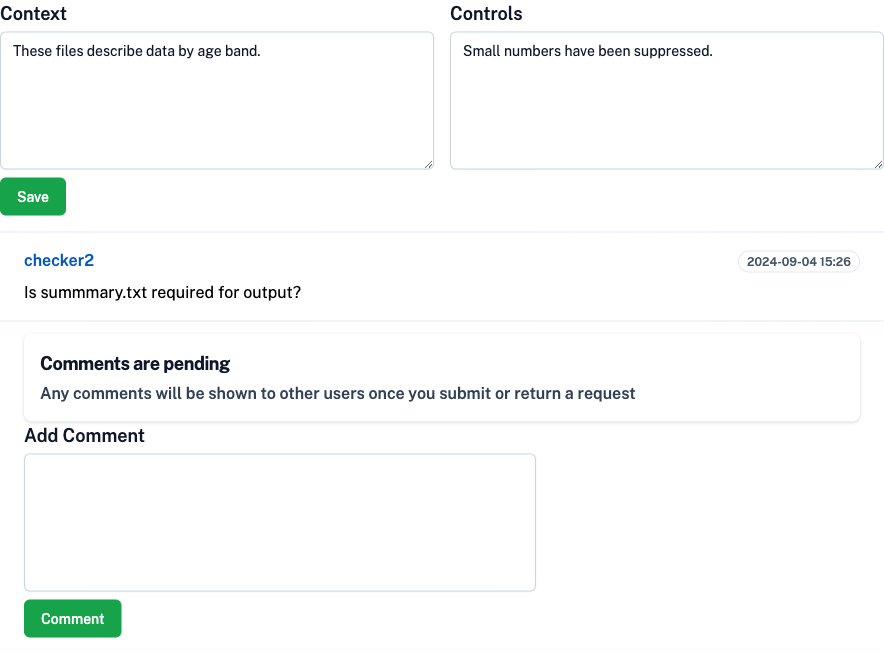 Context
Controls
These files describe data by age band.
Small numbers have been suppressed.
Save
checker2
2024-09-04 15:26
Is summmary.txt required for output?
Comments are pending
Any comments will be shown to other users once you submit or return a request
Add Comment
Comment